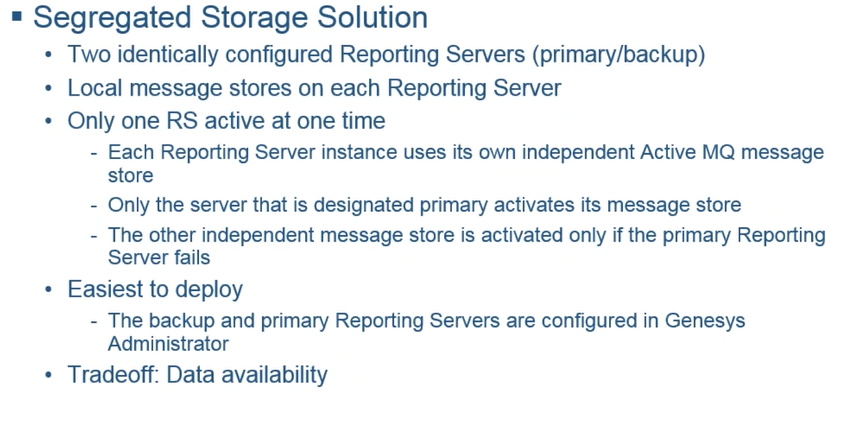 ▪ Segregated Storage Solution
• Two identically configured Reporting Servers (primary/backup)
• Local message stores on each Reporting Server
• Only one RS active at one time
- Each Reporting Server instance uses its own independent Active MQ message
store
- Only the server that is designated primary activates its message store
- The other independent message store is activated only if the primary Reporting
Server fails
• Easiest to deploy
- The backup and primary Reporting Servers are configured in Genesys
Administrator
• Tradeoff: Data availability